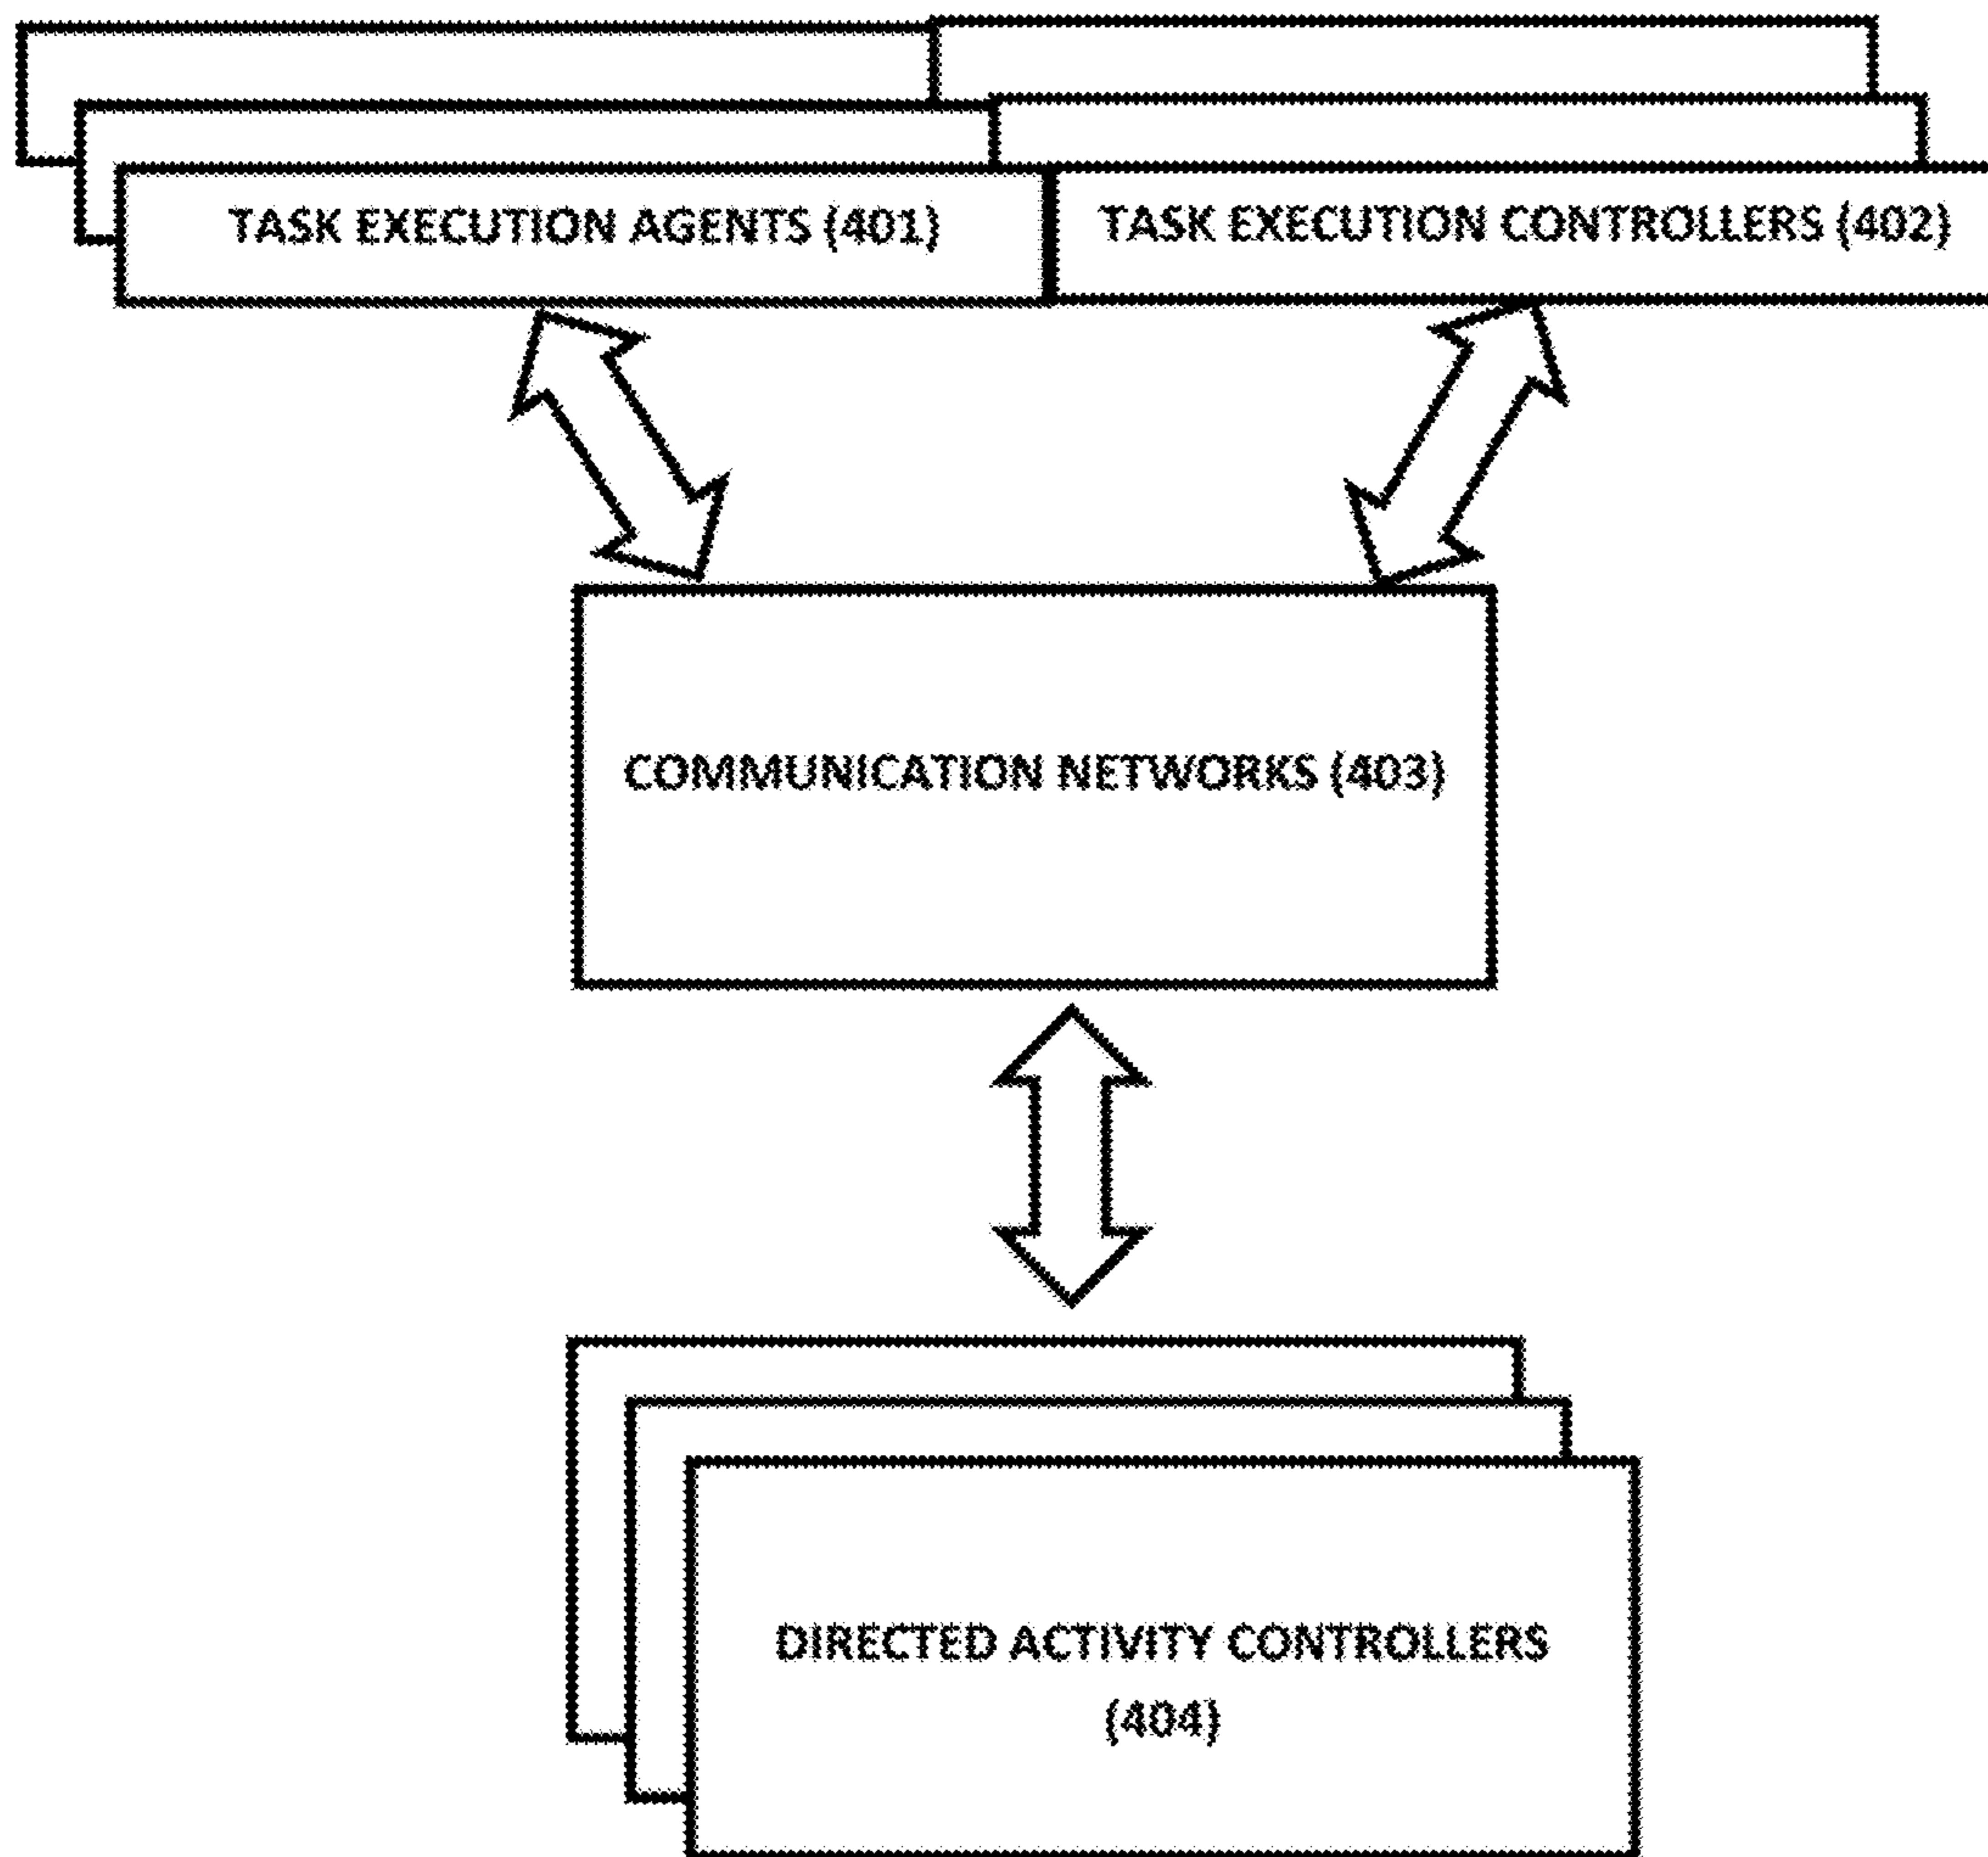 TASK EXECUTION AGENTS (401)
TASK EXECUTION CONTROLLERS (402)
COMMUNICATION NETWORKS (403)
DIRECTED ACTIVITY CONTROLLERS
(404)